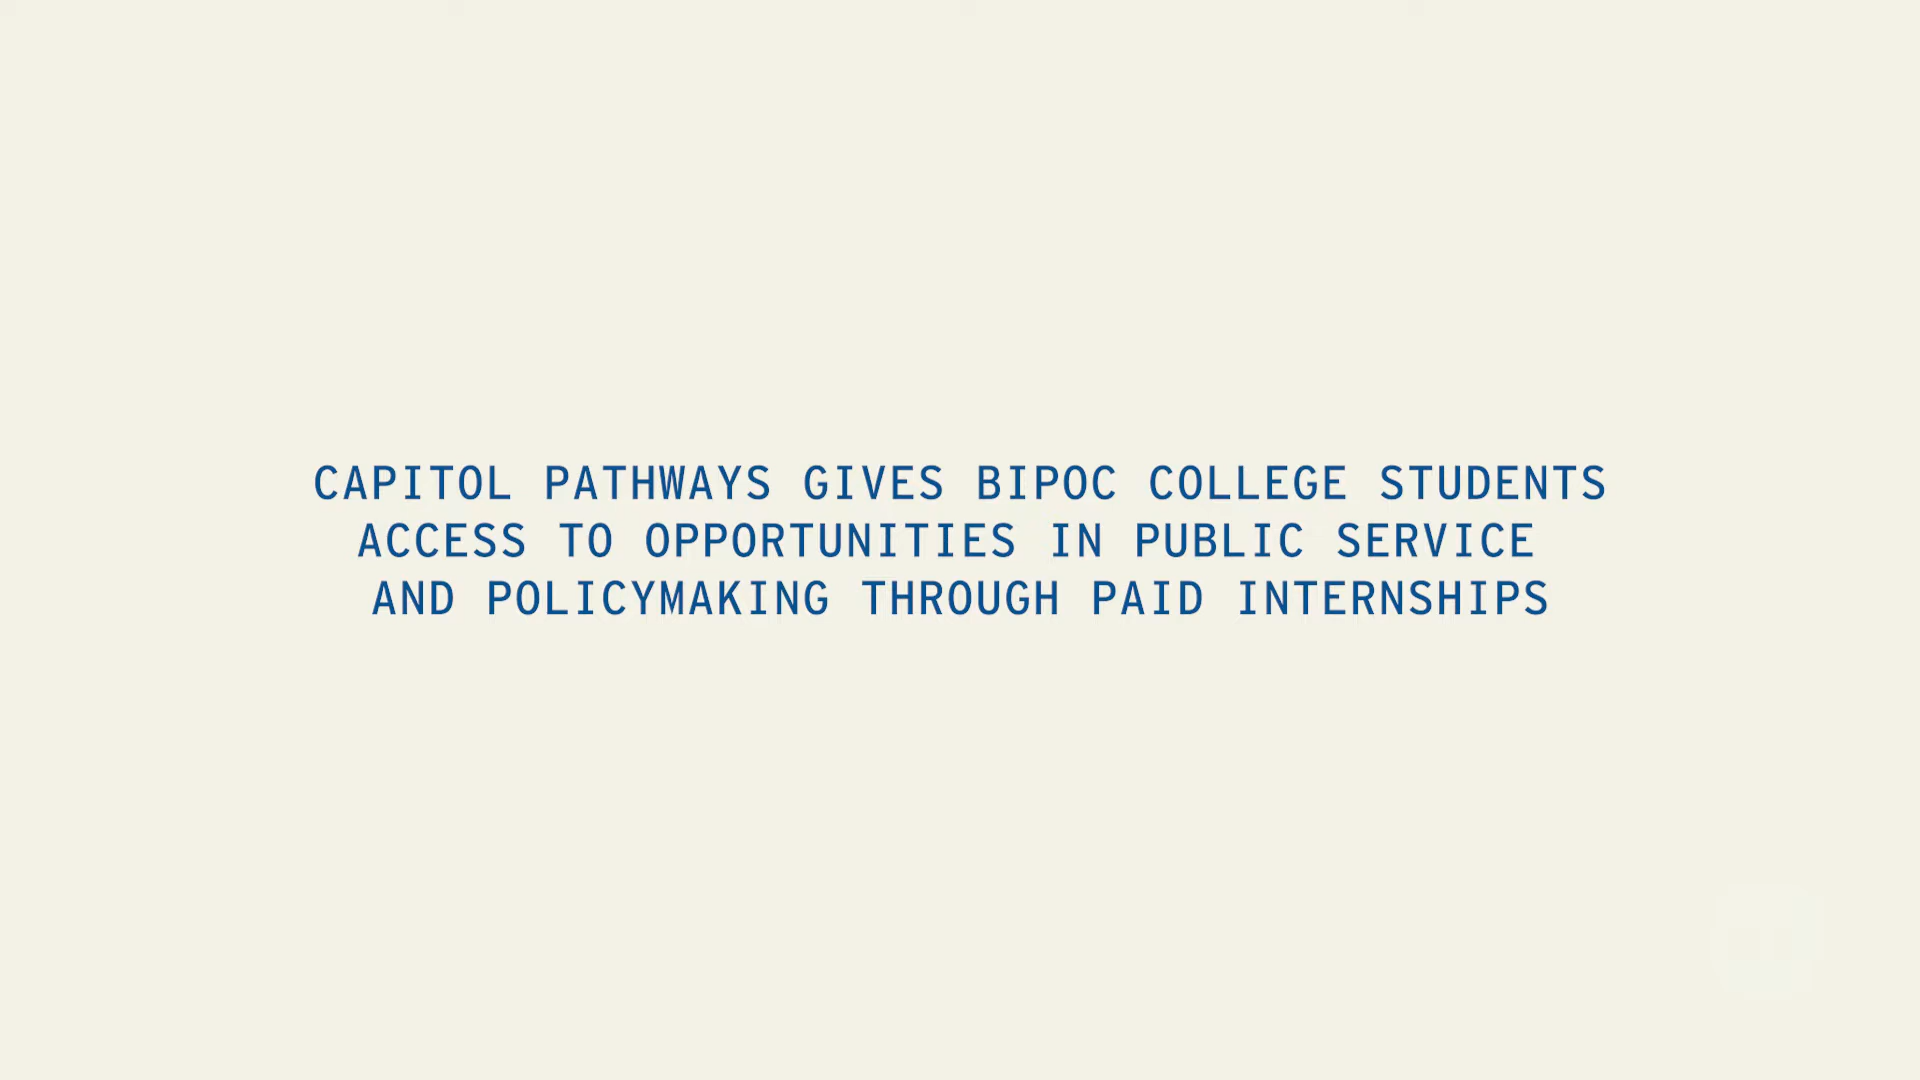 CAPITOL PATHWAYS GIVES BIPOC COLLEGE STUDENTS
ACCESS TO OPPORTUNITIES IN PUBLIC SERVICE
AND POLICYMAKING THROUGH PAID INTERNSHIPS